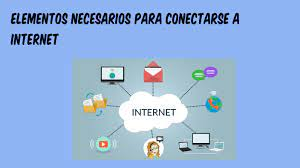 ELEMENTOS NECESARIOS PARA CONECTARSE A
INTERNET
INTERNET